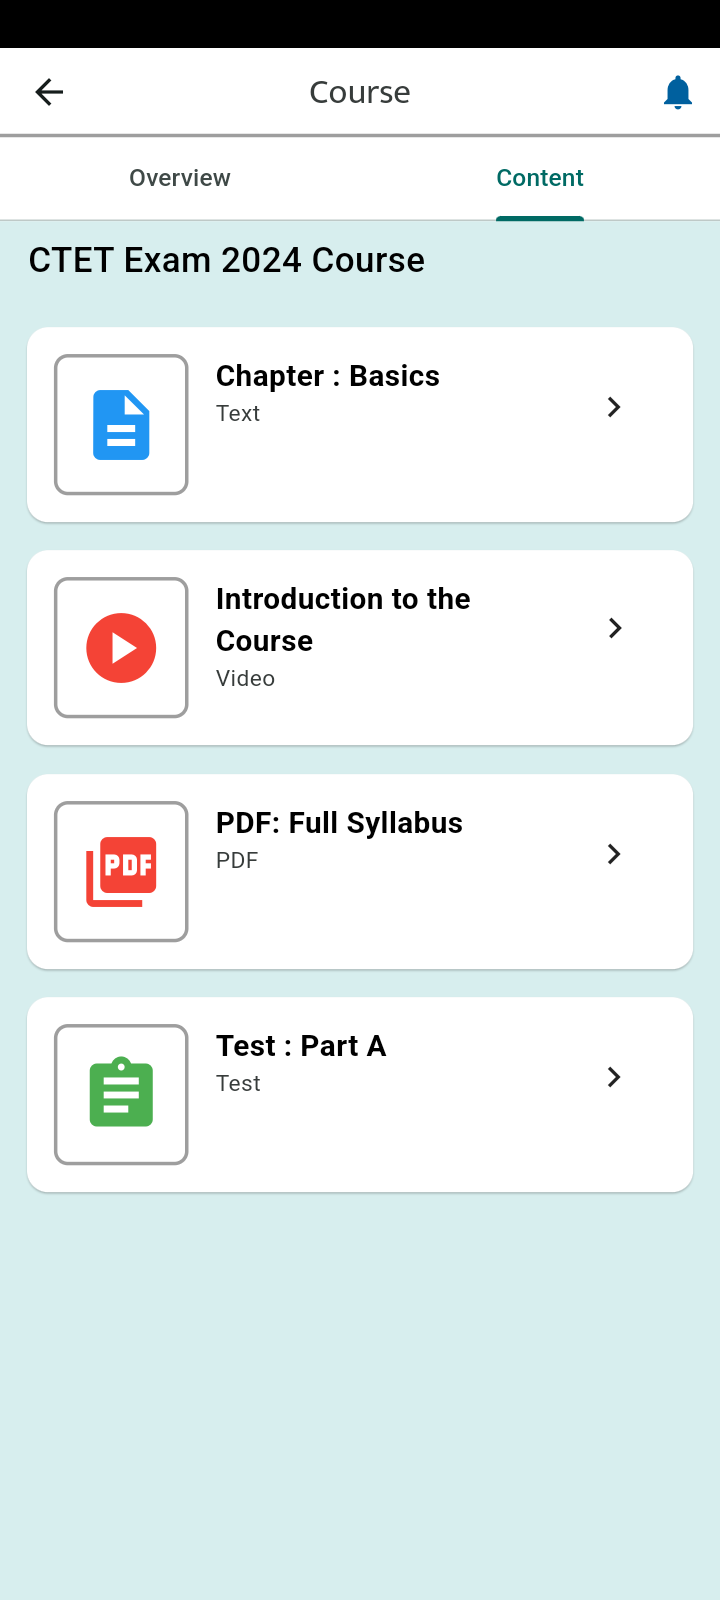 Course
Overview
Content
CTET Exam 2024 Course
Chapter : Basics
Text
Introduction to the
Course
Video
PDF
PDF: Full Syllabus
PDF
Test : Part A
Test